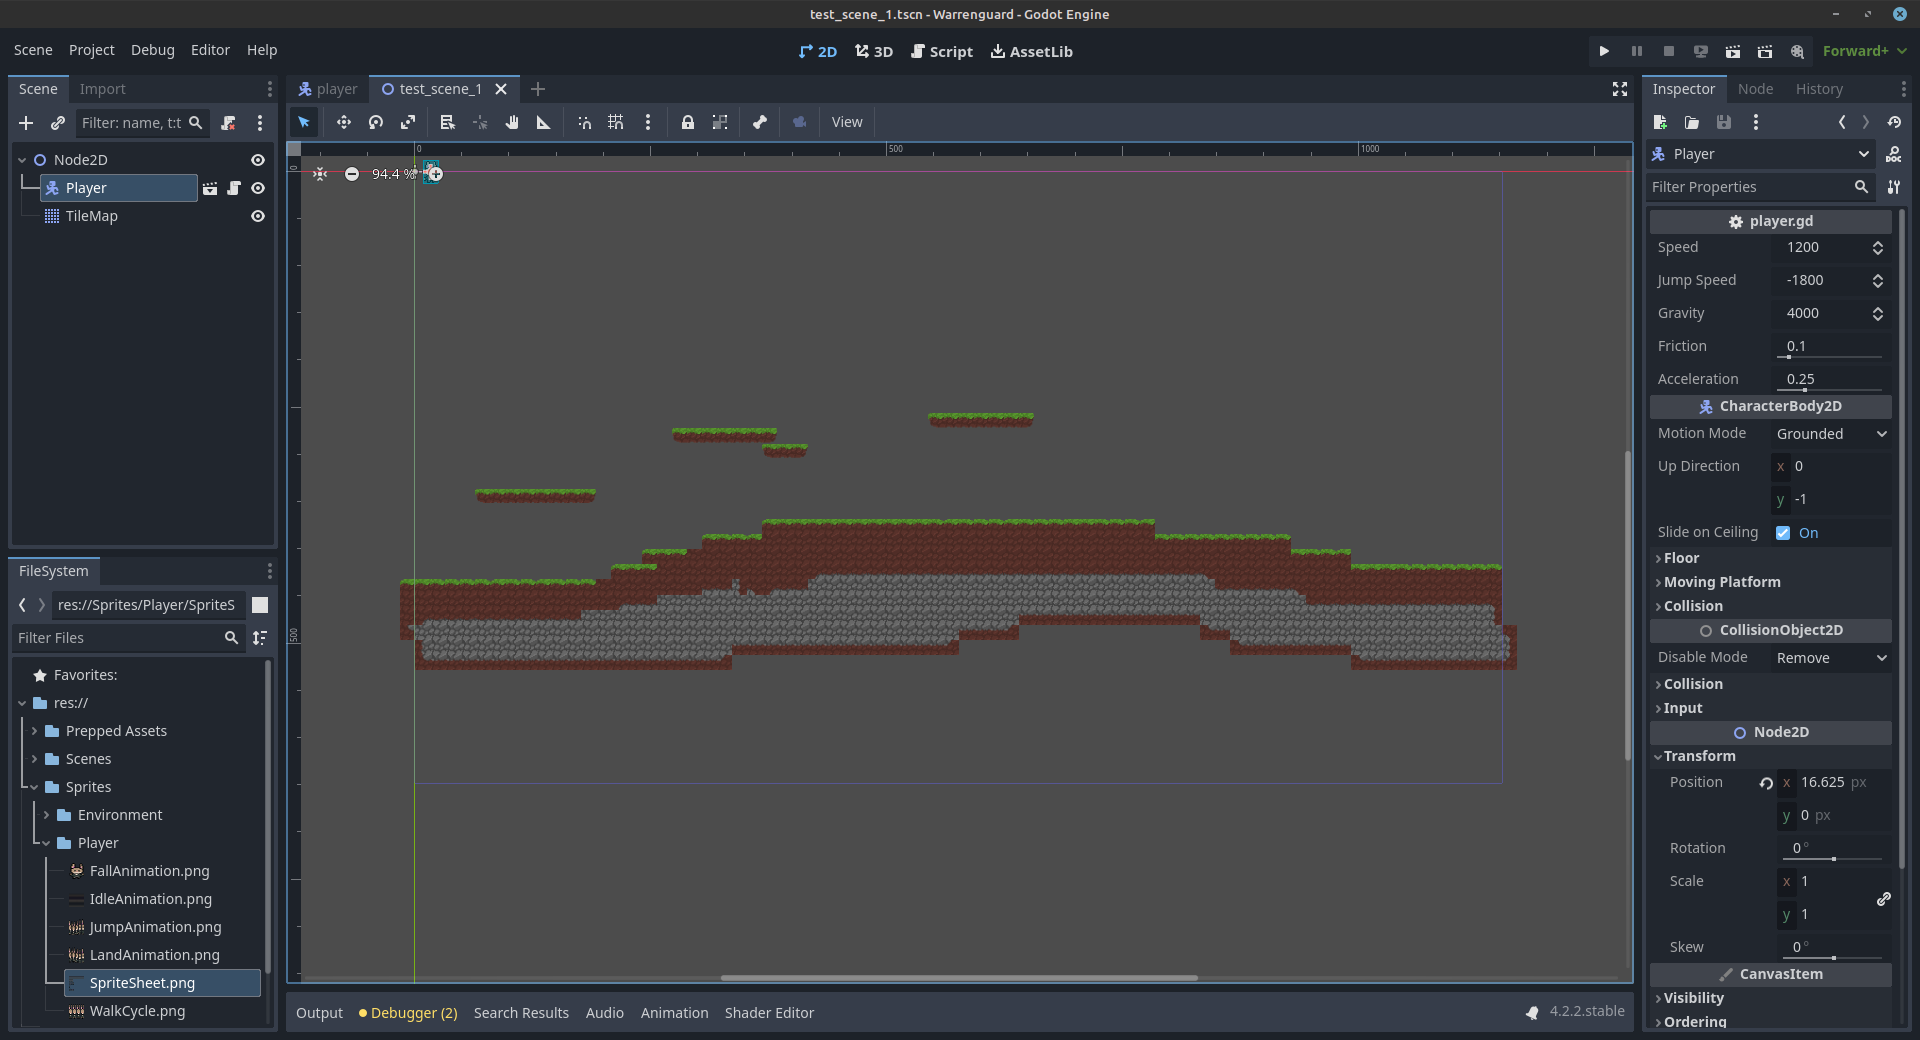 test_scene_1.tscn - Warrenguard - Godot Engine
Scene Project Debug Editor Help
2D 3D Script AssetLib
Forward+
Scene Import
Filter: name, t:t
Node2D
Player
TileMap
FileSystem
res://Sprites/Player/SpriteS
Filter Files
Favorites:
res://
Prepped Assets
Scenes
Sprites
Environment
Player
FallAnimation.png
IdleAnimation.png
JumpAnimation.png
LandAnimation.png
SpriteSheet.png
WalkCycle.png
player test_scene_1
View
0 500 1000
0
500
94.4 %
Output Debugger (2) Search Results Audio Animation Shader Editor
4.2.2.stable
Inspector Node History
Player
DOC
Filter Properties
player.gd
Speed 1200
Jump Speed -1800
Gravity 4000
Friction 0.1
Acceleration 0.25
CharacterBody2D
Motion Mode Grounded
Up Direction x 0
y -1
Slide on Ceiling On
Floor
Moving Platform
Collision
CollisionObject2D
Disable Mode Remove
Collision
Input
Node2D
Transform
Position x 16.625 px
y 0 px
Rotation 0 °
Scale x 1
y 1
Skew 0 °
CanvasItem
Visibility
Ordering